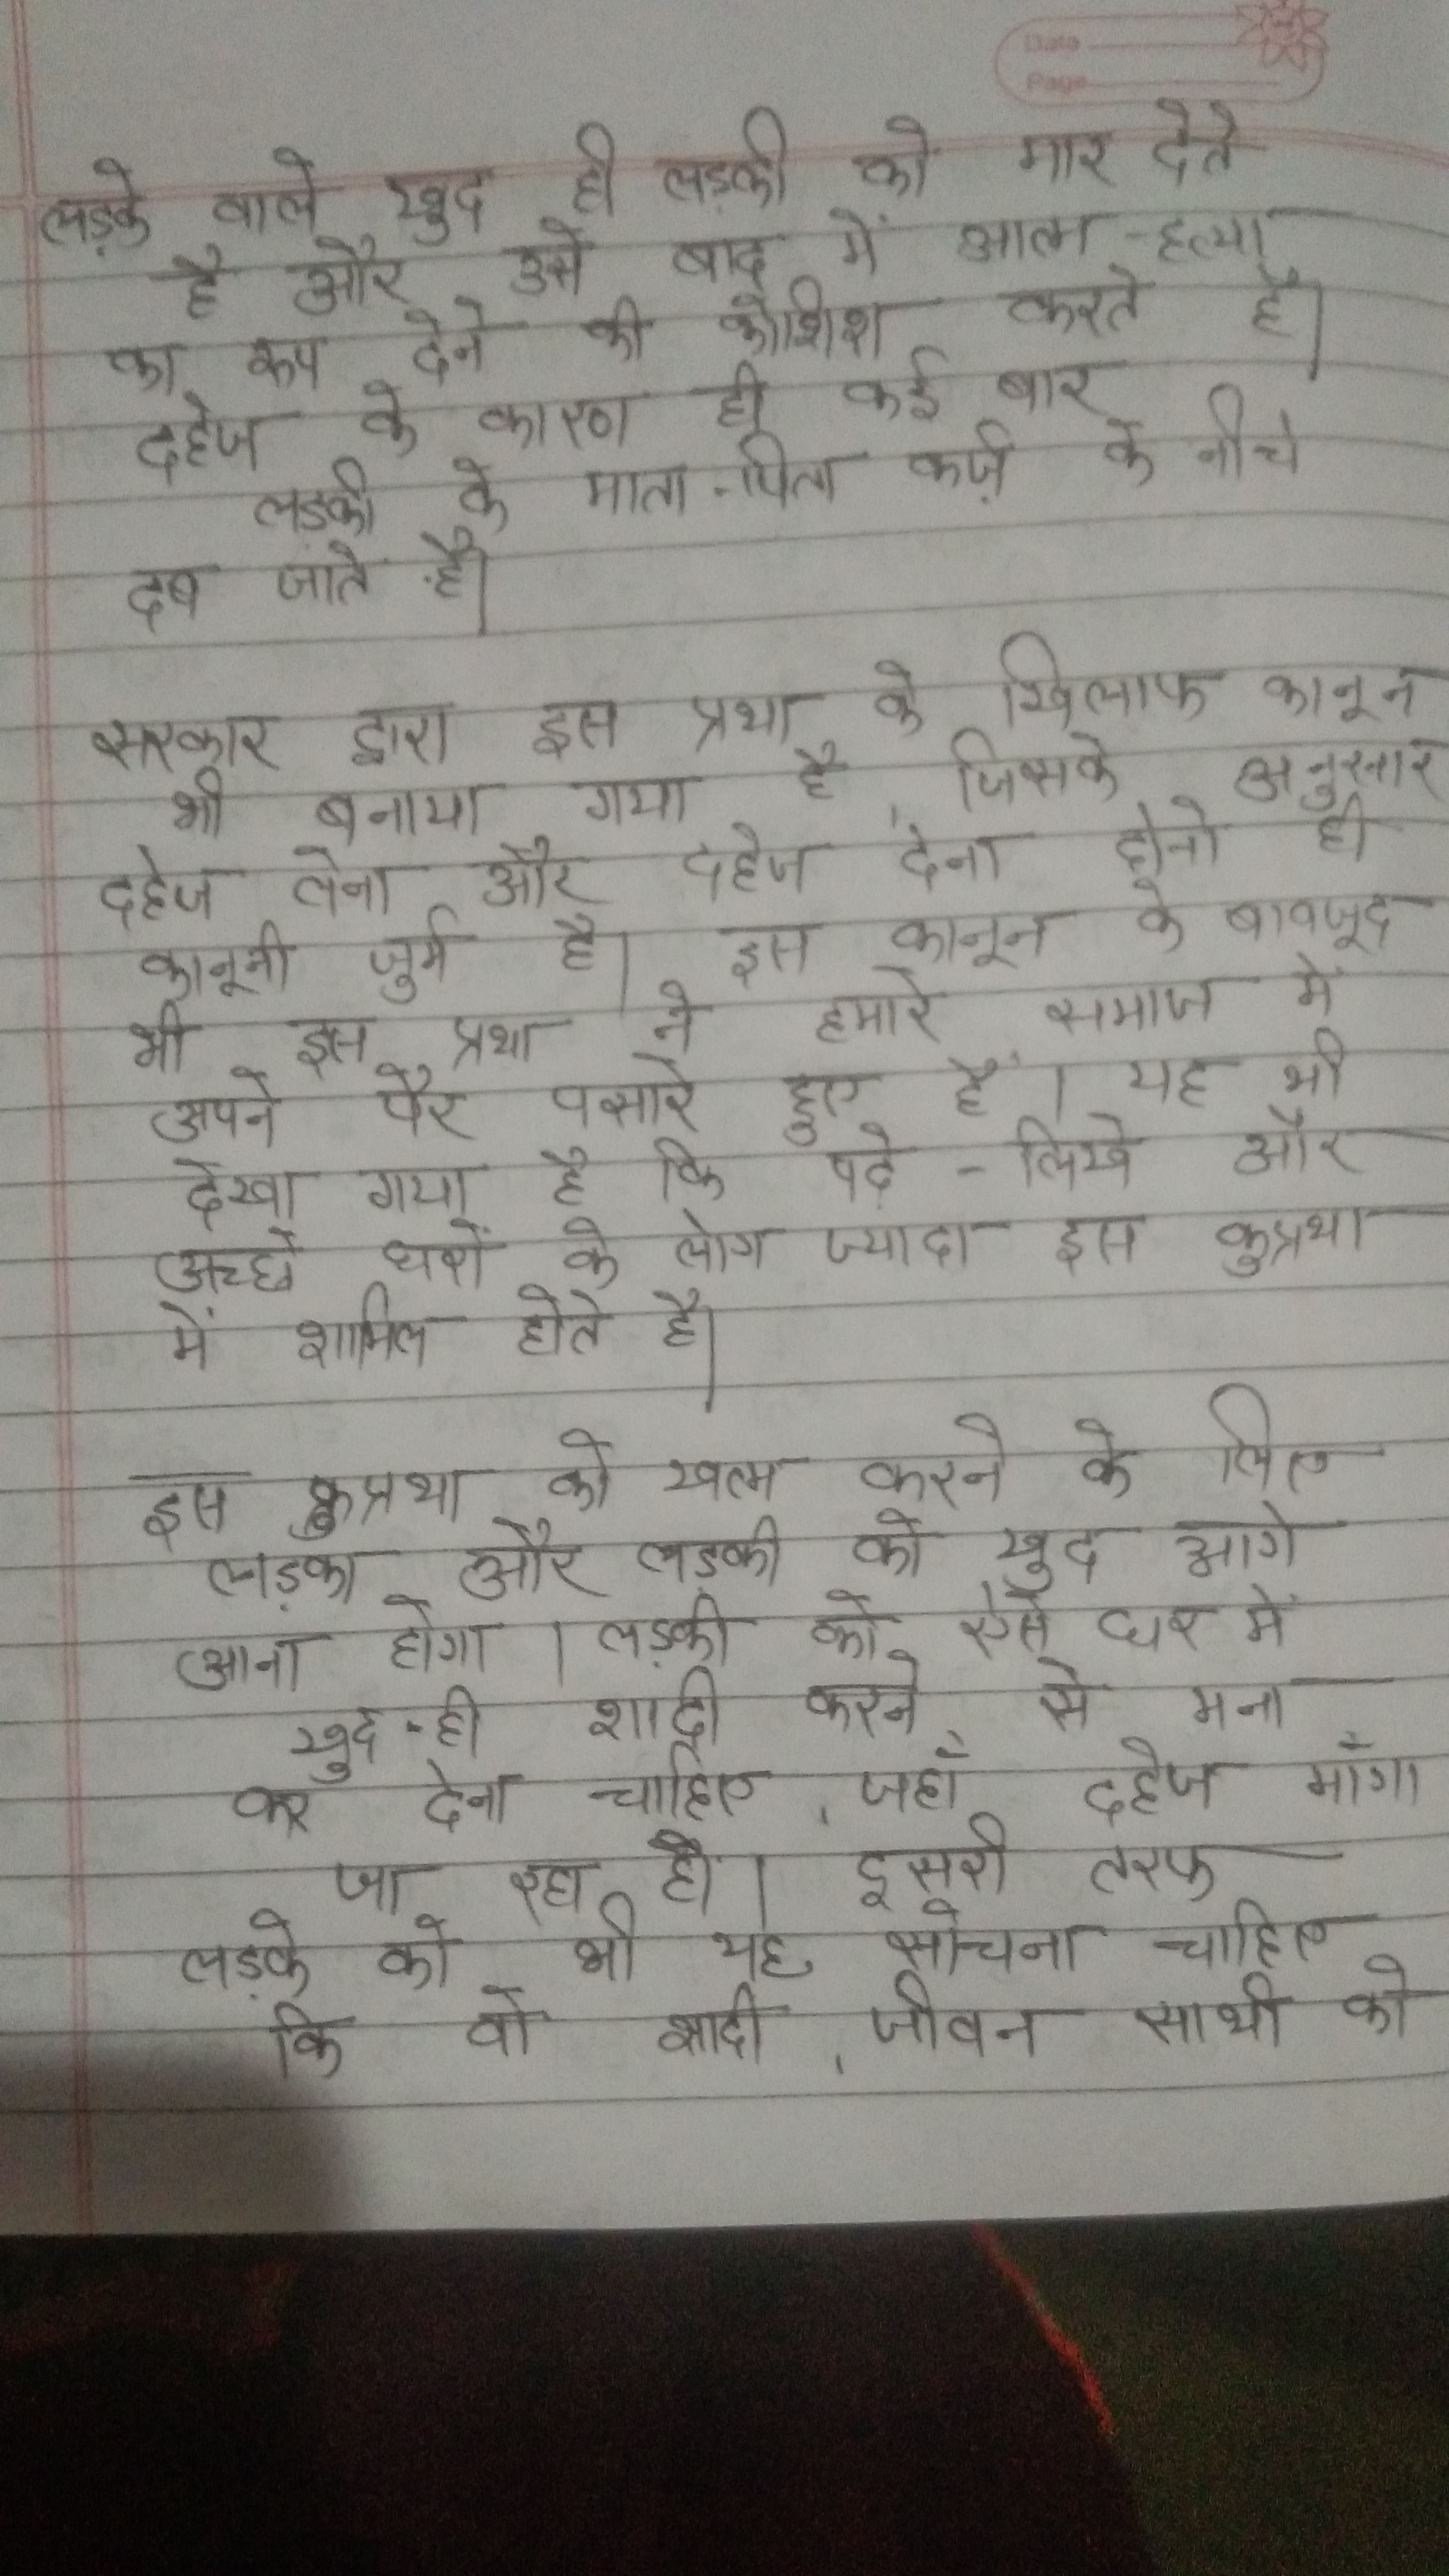 Date
Page
लड़के वाले खुद ही लड़की को मार देते
है और उसे बाद में आत्म-हत्या
का रूप देने की कोशिश करते है।
दहेज के कारण ही कई बार
लड़की के माता-पिता कर्ज़ के नीचे
दब जाते है।
सरकार द्वारा इस प्रथा के खिलाफ कानून
भी बनाया गया है, जिसके अनुसार
दहेज लेना और दहेज देना दोनो ही
कानूनी जुर्म है। इस कानून के बावजूद
भी इस प्रथा ने हमारे समाज में
अपने पैर पसारे हुए है। यह भी
देखा गया है कि पढ़े-लिखे और
अच्छे घरों के लोग ज्यादा इस कुप्रथा
में शामिल होते है।
इस कुप्रथा को खत्म करने के लिए
लड़का और लड़की को खुद आगे
आना होगा। लड़की को ऐसे घर में
खुद-ही शादी करने से मना
कर देना चाहिए, जहाँ दहेज माँगा
जा रहा हो। दूसरी तरफ
लड़के को भी यह सोचना चाहिए
कि वो शादी, जीवन साथी को